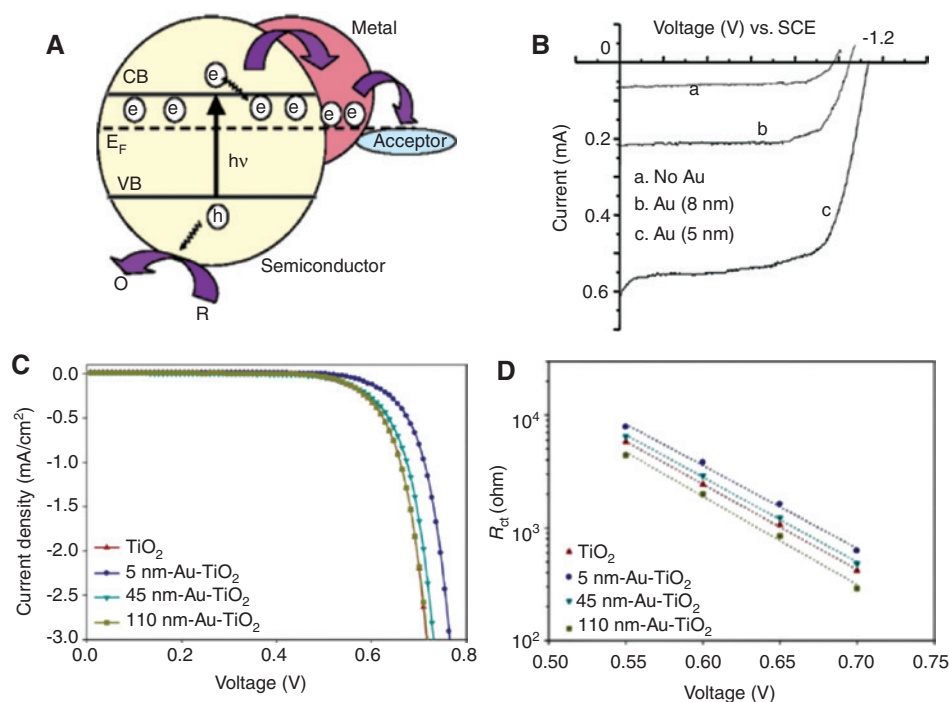 A
Metal
CB
e
e e e e e e
E_F
Acceptor
hν
VB
h
Semiconductor
O
R
B
Voltage (V) vs. SCE
0
-1.2
a
0.2
b
a. No Au
b. Au (8 nm)
c. Au (5 nm)
c
0.4
0.6
Current (mA)
C
0.0
-0.5
-1.0
-1.5
-2.0
-2.5
-3.0
Current density (mA/cm²)
TiO₂
5 nm-Au-TiO₂
45 nm-Au-TiO₂
110 nm-Au-TiO₂
0.0 0.2 0.4 0.6 0.8
Voltage (V)
D
10⁴
10³
10²
R_ct (ohm)
TiO₂
5 nm-Au-TiO₂
45 nm-Au-TiO₂
110 nm-Au-TiO₂
0.50 0.55 0.60 0.65 0.70 0.75
Voltage (V)